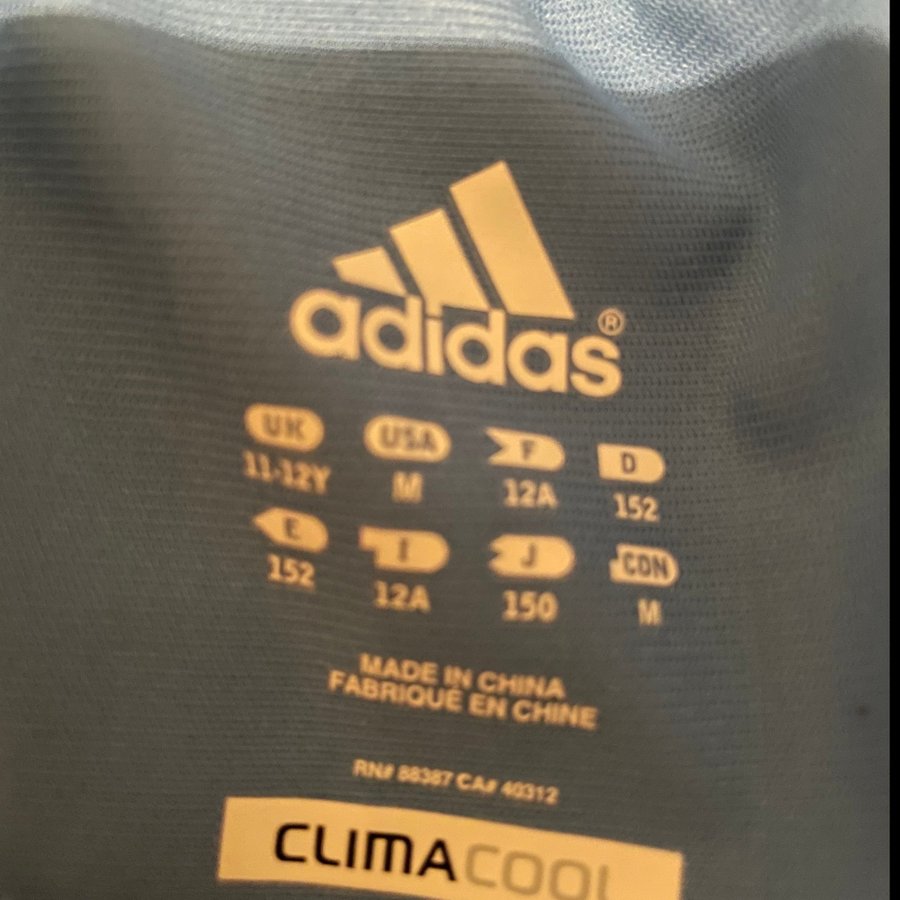 adidas®
UK USA F D
11-12Y M 12A 152
E I J CDN
152 12A 150 M
MADE IN CHINA
FABRIQUÉ EN CHINE
RN# 88387 CA# 40312
CLIMACOOL